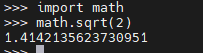 >>> import math
>>> math.sqrt(2)
1.4142135623730951
>>>